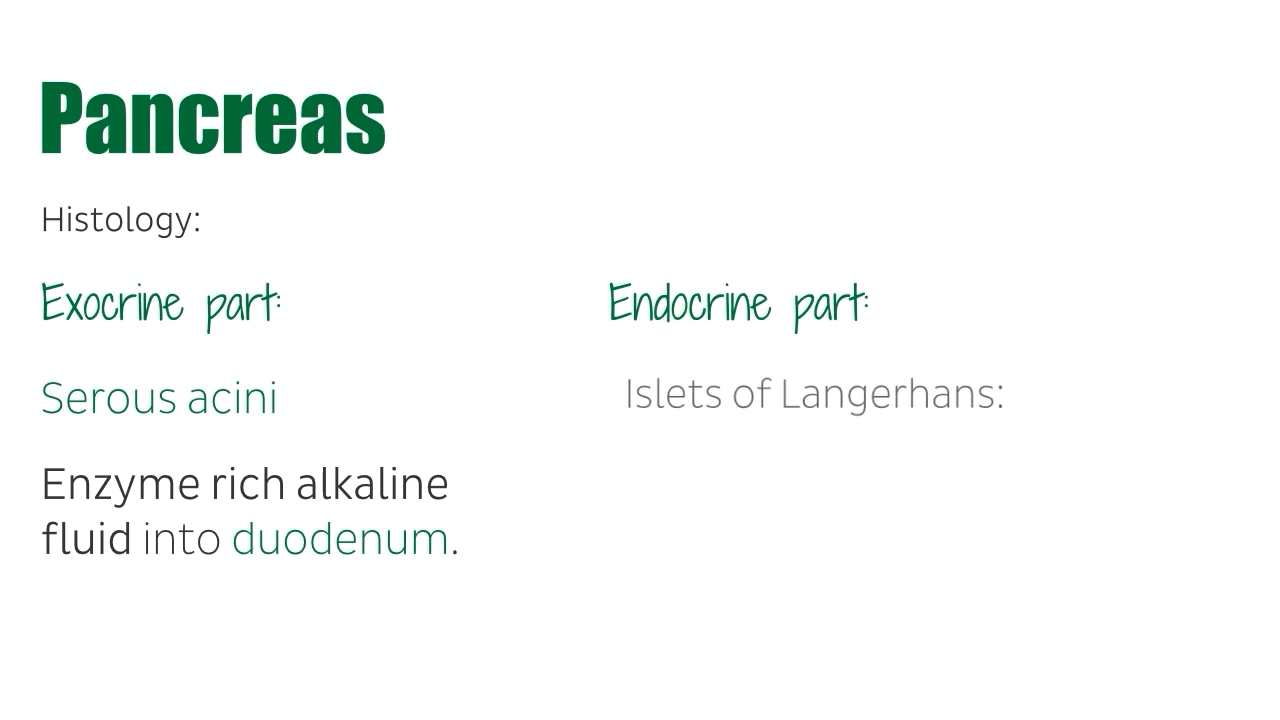 Pancreas
Histology:
Exocrine part:
Serous acini
Enzyme rich alkaline
fluid into duodenum.
Endocrine part:
Islets of Langerhans: